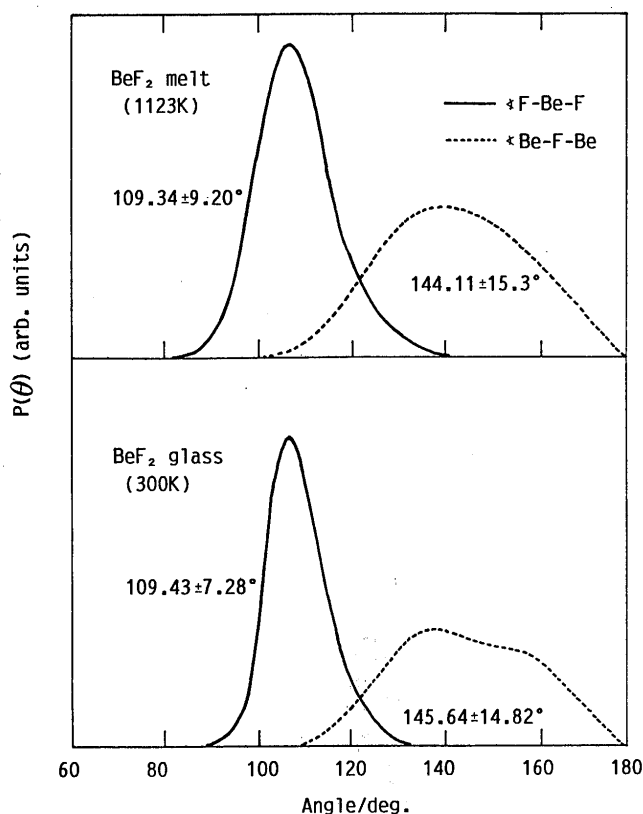 BeF₂ melt
(1123K)
∢F-Be-F
∢Be-F-Be
109.34±9.20°
144.11±15.3°
P(θ) (arb. units)
BeF₂ glass
(300K)
109.43±7.28°
145.64±14.82°
60 80 100 120 140 160 180
Angle/deg.